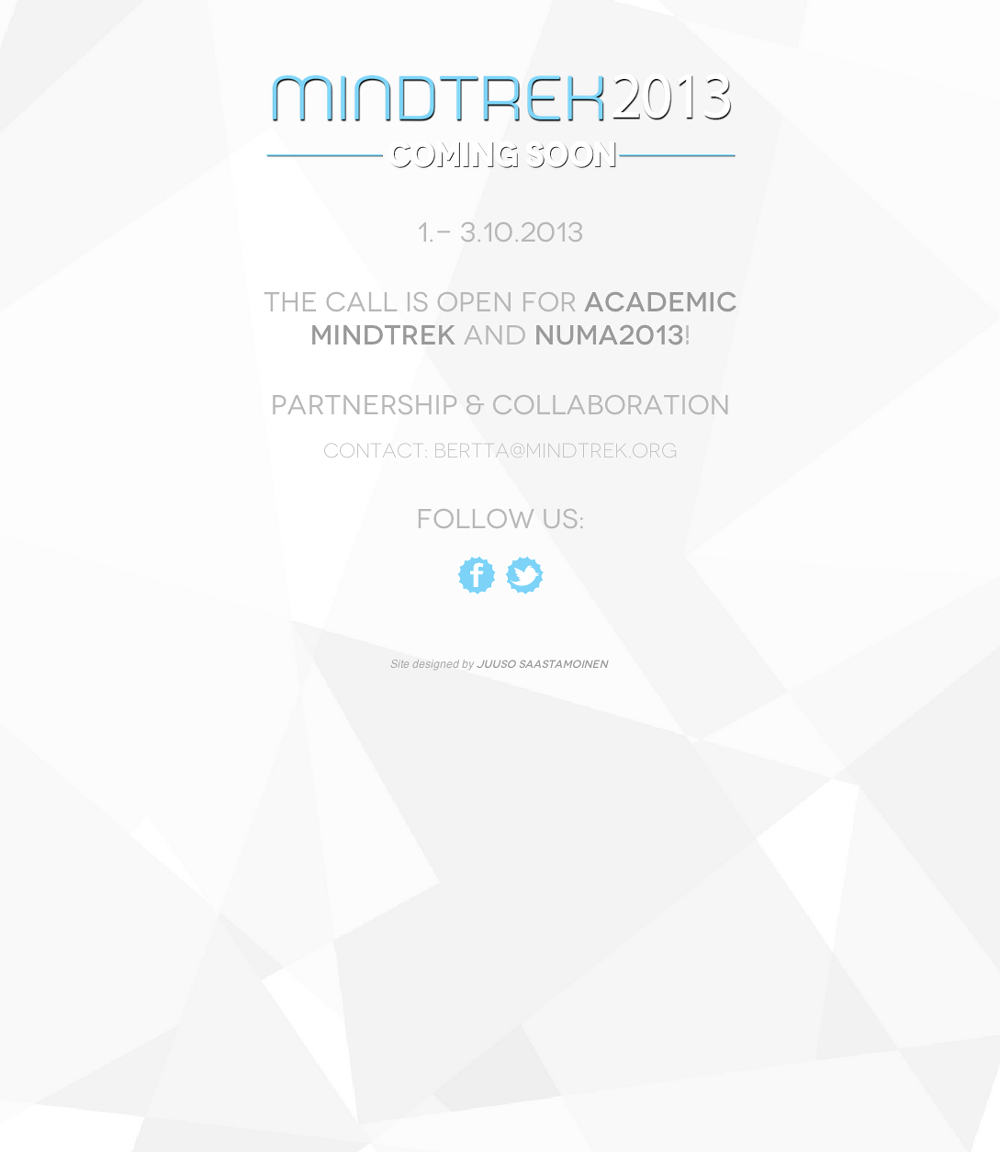 MINDTREK2013
COMING SOON
1.– 3.10.2013
THE CALL IS OPEN FOR ACADEMIC
MINDTREK AND NUMA2013!
PARTNERSHIP & COLLABORATION
CONTACT: BERTTA@MINDTREK.ORG
FOLLOW US:
Site designed by JUUSO SAASTAMOINEN